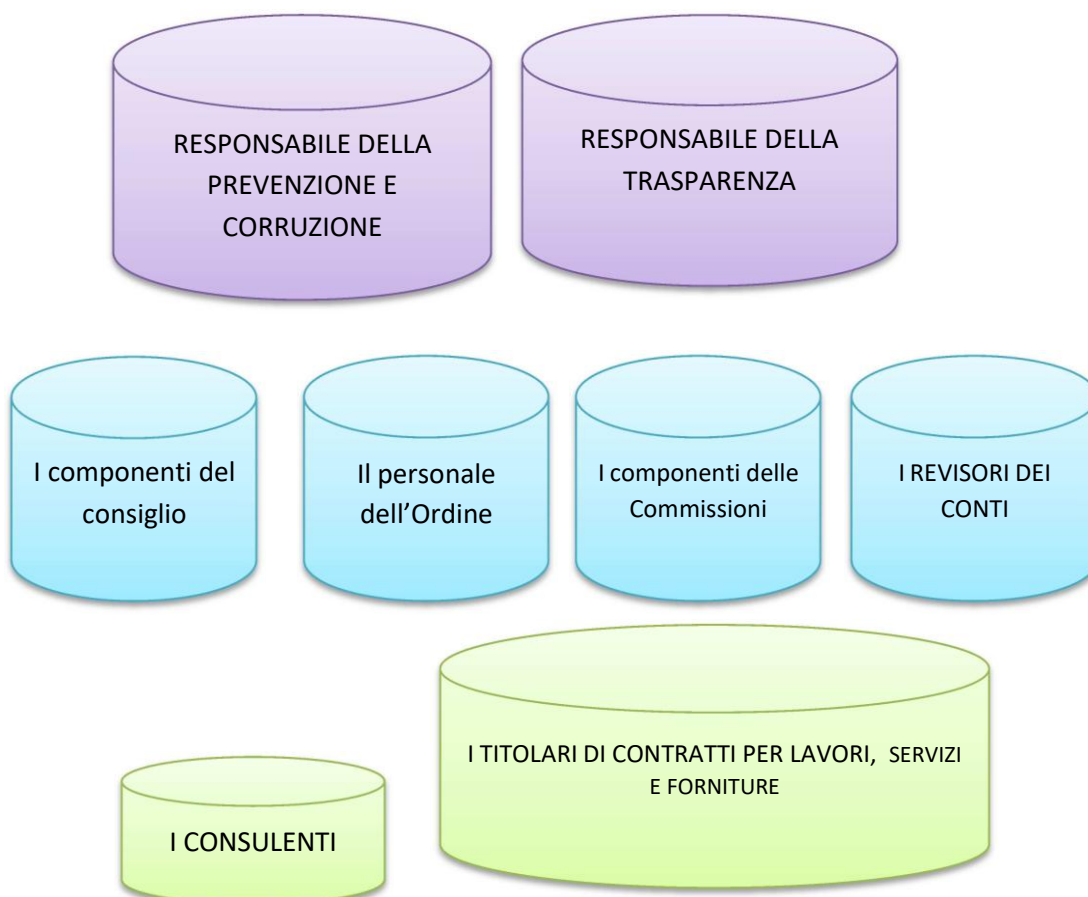 RESPONSABILE DELLA
PREVENZIONE E
CORRUZIONE
RESPONSABILE DELLA
TRASPARENZA
I componenti del
consiglio
Il personale
dell’Ordine
I componenti delle
Commissioni
I REVISORI DEI
CONTI
I TITOLARI DI CONTRATTI PER LAVORI, SERVIZI
E FORNITURE
I CONSULENTI